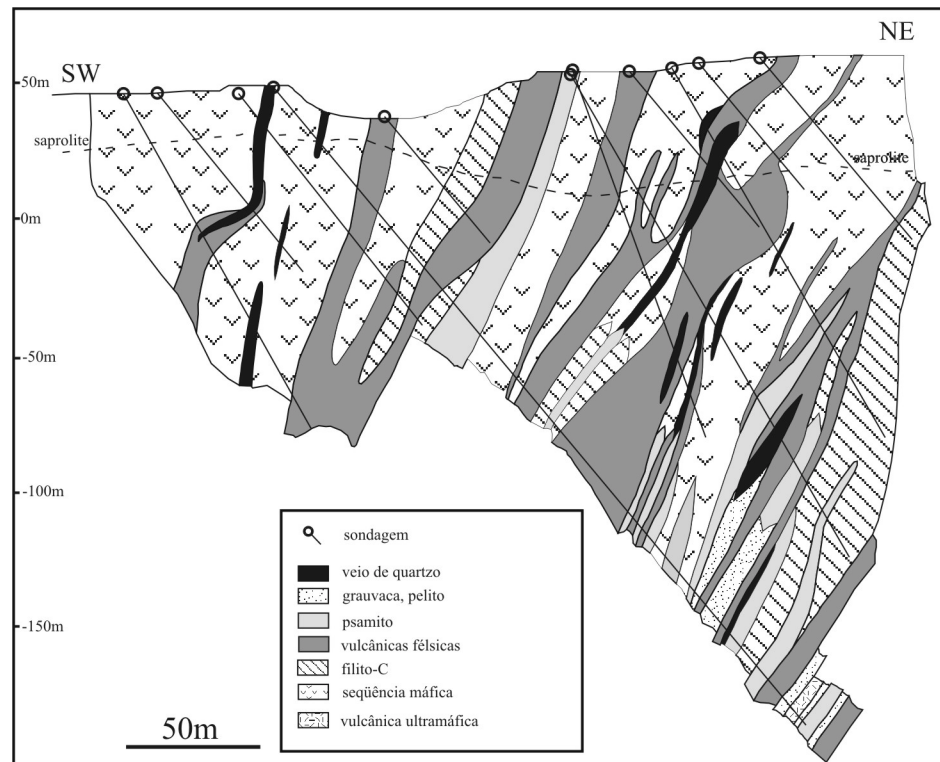 NE
SW
50m
saprolite
saprolite
0m
-50m
-100m
-150m
sondagem
veio de quartzo
grauvaca, pelito
psamito
vulcânicas félsicas
filito-C
seqüência máfica
vulcânica ultramáfica
50m